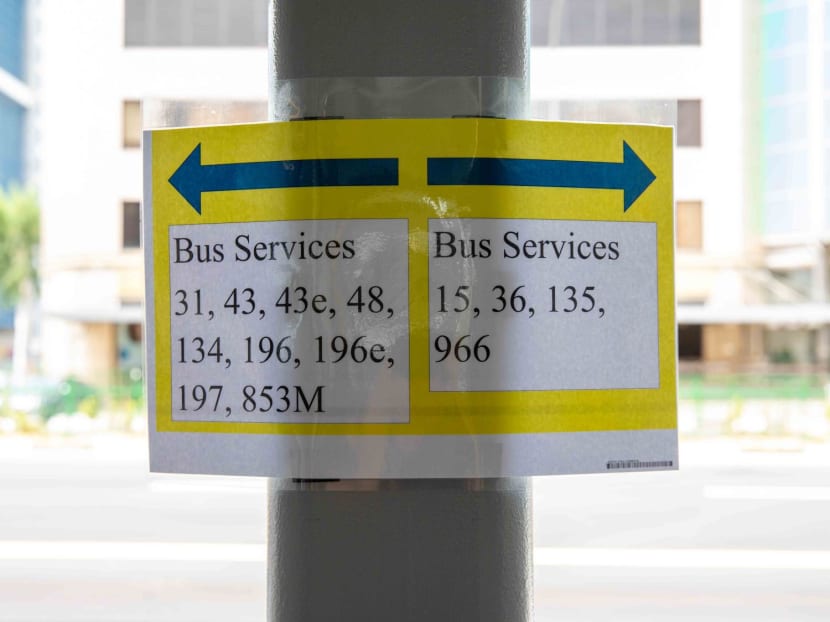 Bus Services
31, 43, 43e, 48,
134, 196, 196e,
197, 853M
Bus Services
15, 36, 135,
966